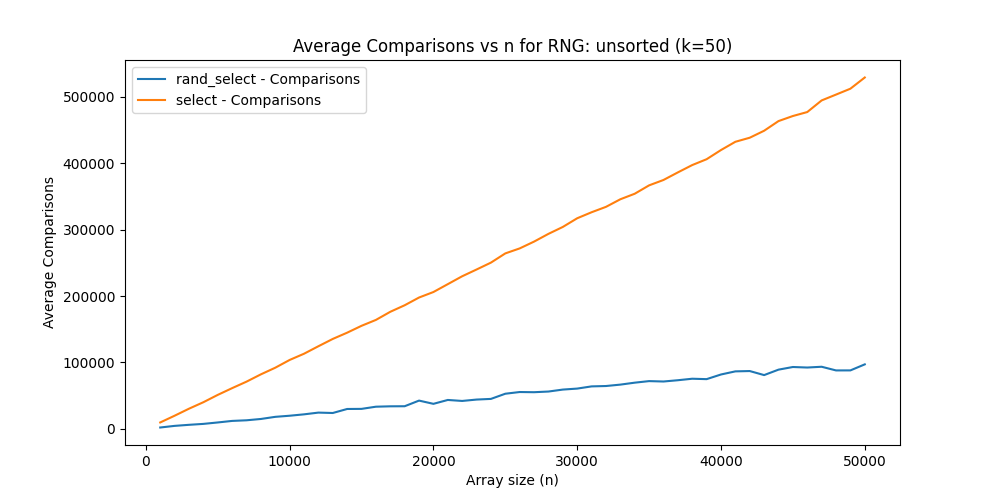 Average Comparisons vs n for RNG: unsorted (k=50)
rand_select - Comparisons
select - Comparisons
Average Comparisons
500000
400000
300000
200000
100000
0
0 10000 20000 30000 40000 50000
Array size (n)